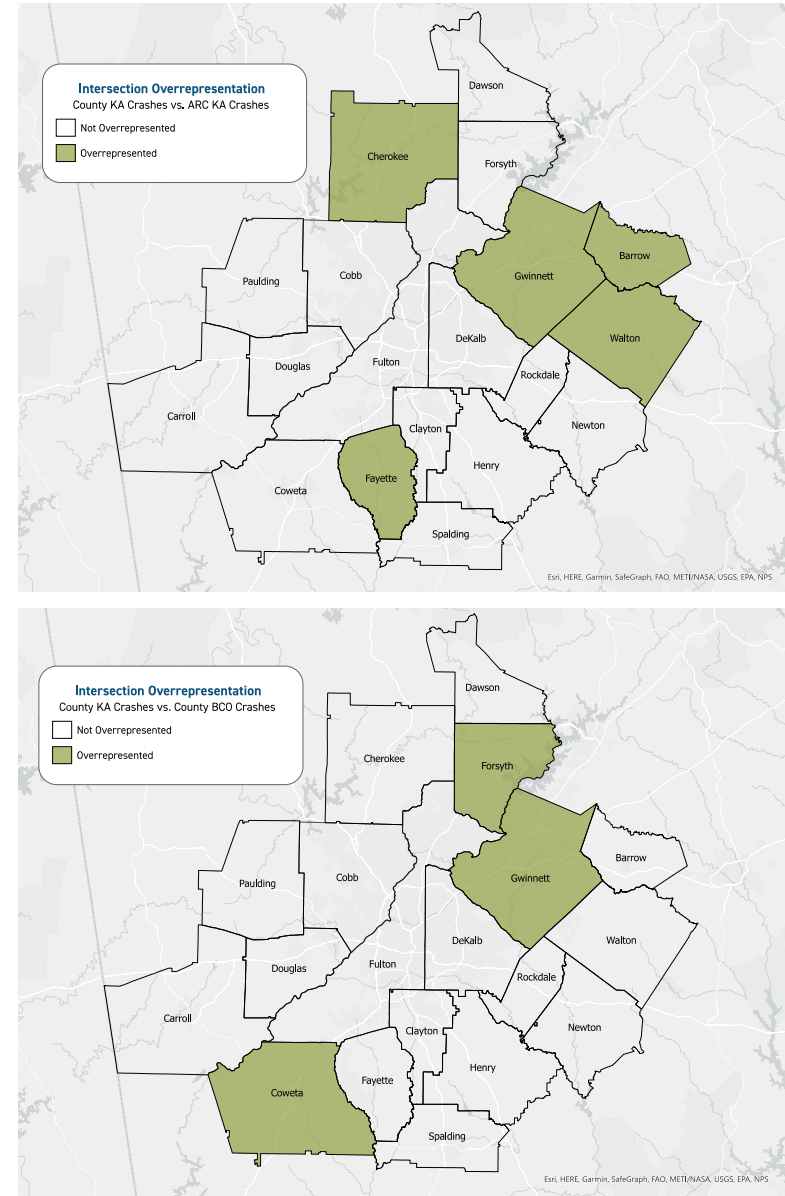 Intersection Overrepresentation
County KA Crashes vs. ARC KA Crashes
Not Overrepresented
Overrepresented
Dawson
Cherokee
Forsyth
Barrow
Gwinnett
Cobb
Paulding
DeKalb
Walton
Fulton
Douglas
Rockdale
Carroll
Clayton
Newton
Henry
Fayette
Coweta
Spalding
Esri, HERE, Garmin, SafeGraph, FAO, METI/NASA, USGS, EPA, NPS
Intersection Overrepresentation
County KA Crashes vs. County BCO Crashes
Not Overrepresented
Overrepresented
Dawson
Cherokee
Forsyth
Barrow
Gwinnett
Cobb
Paulding
DeKalb
Walton
Fulton
Douglas
Rockdale
Carroll
Clayton
Newton
Henry
Fayette
Coweta
Spalding
Esri, HERE, Garmin, SafeGraph, FAO, METI/NASA, USGS, EPA, NPS